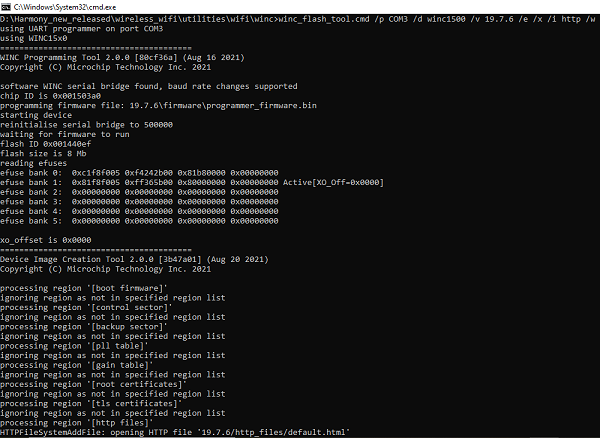 C:\Windows\System32\cmd.exe
D:\Harmony_new_released\wireless_wifi\utilities\wifi\winc>winc_flash_tool.cmd /p COM3 /d winc1500 /v 19.7.6 /e /x /i http /w
using UART programmer on port COM3
using WINC15x0
=========================================
WINC Programming Tool 2.0.0 [80cf36a] (Aug 16 2021)
Copyright (C) Microchip Technology Inc. 2021
software WINC serial bridge found, baud rate changes supported
chip ID is 0x001503a0
programming firmware file: 19.7.6\firmware\programmer_firmware.bin
starting device
reinitialise serial bridge to 500000
waiting for firmware to run
flash ID 0x001440ef
flash size is 8 Mb
reading efuses
efuse bank 0:  0xc1f8f005 0xf4242b00 0x81b80000 0x00000000
efuse bank 1:  0x81f8f005 0xff365b00 0x80000000 0x00000000 Active[XO_Off=0x0000]
efuse bank 2:  0x00000000 0x00000000 0x00000000 0x00000000
efuse bank 3:  0x00000000 0x00000000 0x00000000 0x00000000
efuse bank 4:  0x00000000 0x00000000 0x00000000 0x00000000
efuse bank 5:  0x00000000 0x00000000 0x00000000 0x00000000
xo_offset is 0x0000
=========================================
Device Image Creation Tool 2.0.0 [3b47a01] (Aug 20 2021)
Copyright (C) Microchip Technology Inc. 2021
processing region '[boot firmware]'
ignoring region as not in specified region list
processing region '[control sector]'
ignoring region as not in specified region list
processing region '[backup sector]'
ignoring region as not in specified region list
processing region '[pll table]'
ignoring region as not in specified region list
processing region '[gain table]'
ignoring region as not in specified region list
processing region '[root certificates]'
ignoring region as not in specified region list
processing region '[tls certificates]'
ignoring region as not in specified region list
processing region '[http files]'
HTTPFileSystemAddFile: opening HTTP file '19.7.6/http_files/default.html'